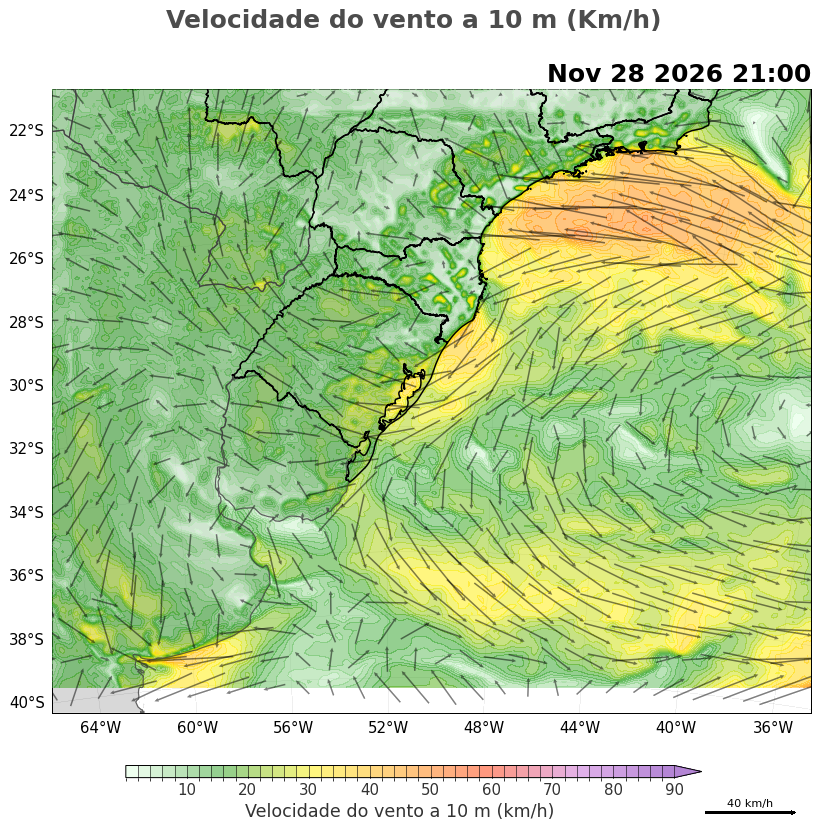 Velocidade do vento a 10 m (Km/h)
Nov 28 2026 21:00
22°S
24°S
26°S
28°S
30°S
32°S
34°S
36°S
38°S
40°S
64°W 60°W 56°W 52°W 48°W 44°W 40°W 36°W
10 20 30 40 50 60 70 80 90
Velocidade do vento a 10 m (km/h)
40 km/h